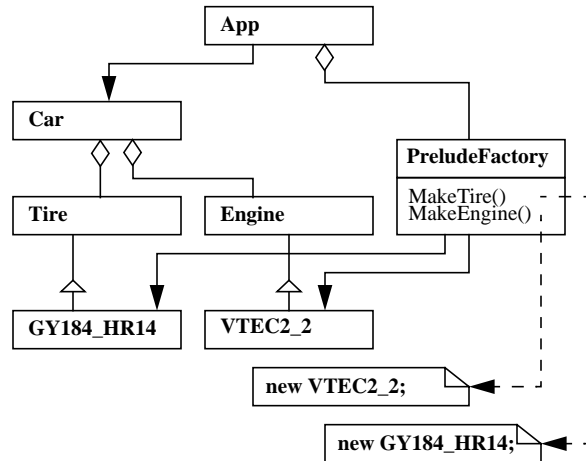 App
Car
PreludeFactory
MakeTire()
MakeEngine()
Tire
Engine
GY184_HR14
VTEC2_2
new VTEC2_2;
new GY184_HR14;